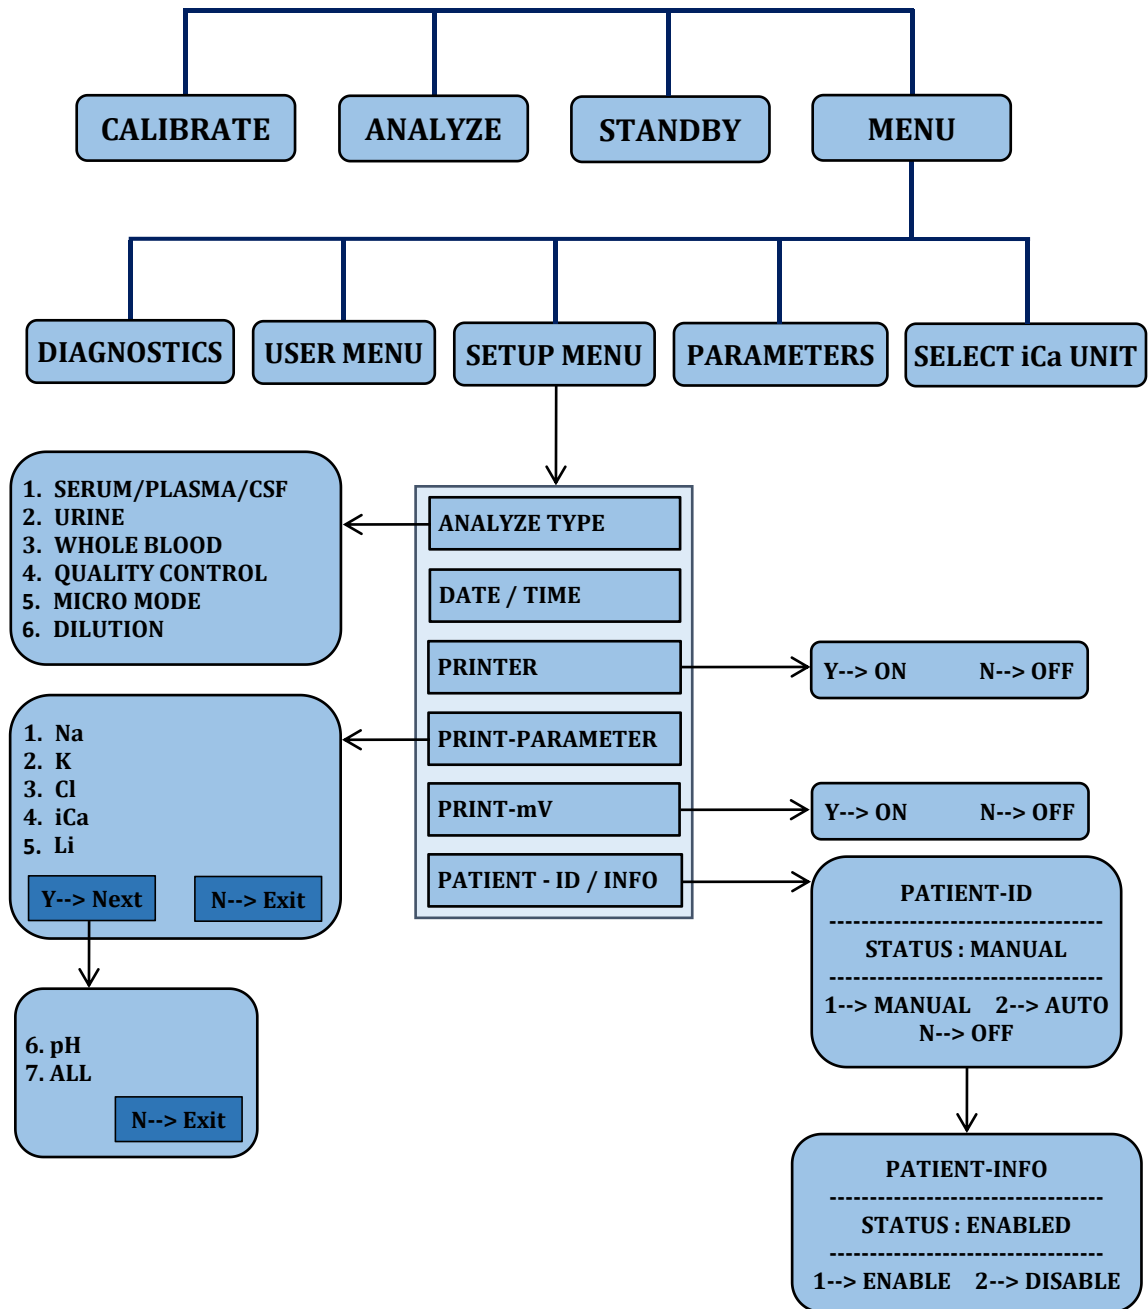 CALIBRATE
ANALYZE
STANDBY
MENU
DIAGNOSTICS
USER MENU
SETUP MENU
PARAMETERS
SELECT iCa UNIT
1. SERUM/PLASMA/CSF
2. URINE
3. WHOLE BLOOD
4. QUALITY CONTROL
5. MICRO MODE
6. DILUTION
ANALYZE TYPE
DATE / TIME
PRINTER
Y--> ON N--> OFF
PRINT-PARAMETER
1. Na
2. K
3. Cl
4. iCa
5. Li
Y--> Next N--> Exit
6. pH
7. ALL
N--> Exit
PRINT-mV
Y--> ON N--> OFF
PATIENT - ID / INFO
PATIENT-ID
--------------------------------
STATUS : MANUAL
--------------------------------
1--> MANUAL 2--> AUTO
N--> OFF
PATIENT-INFO
--------------------------------
STATUS : ENABLED
--------------------------------
1--> ENABLE 2--> DISABLE